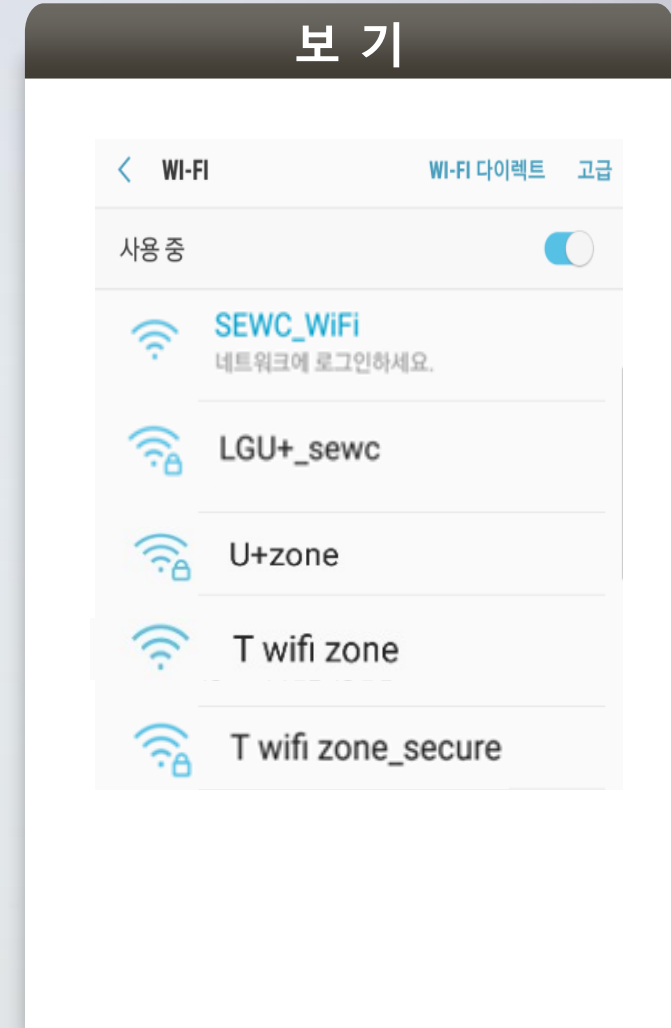 보 기
WI-FI WI-FI 다이렉트 고급
사용 중
SEWC_WiFi
네트워크에 로그인하세요.
LGU+_sewc
U+zone
T wifi zone
T wifi zone_secure